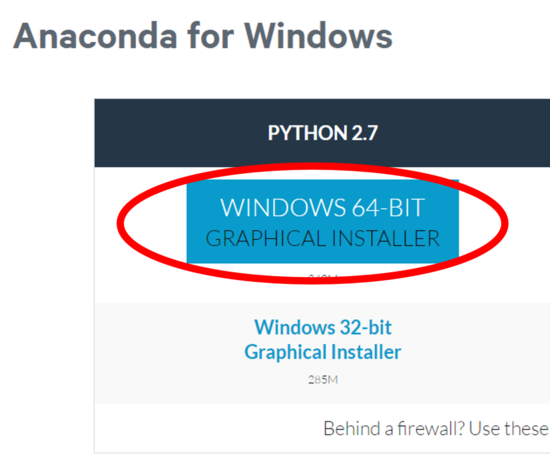 Anaconda for Windows
PYTHON 2.7
WINDOWS 64-BIT
GRAPHICAL INSTALLER
Windows 32-bit
Graphical Installer
285M
Behind a firewall? Use these